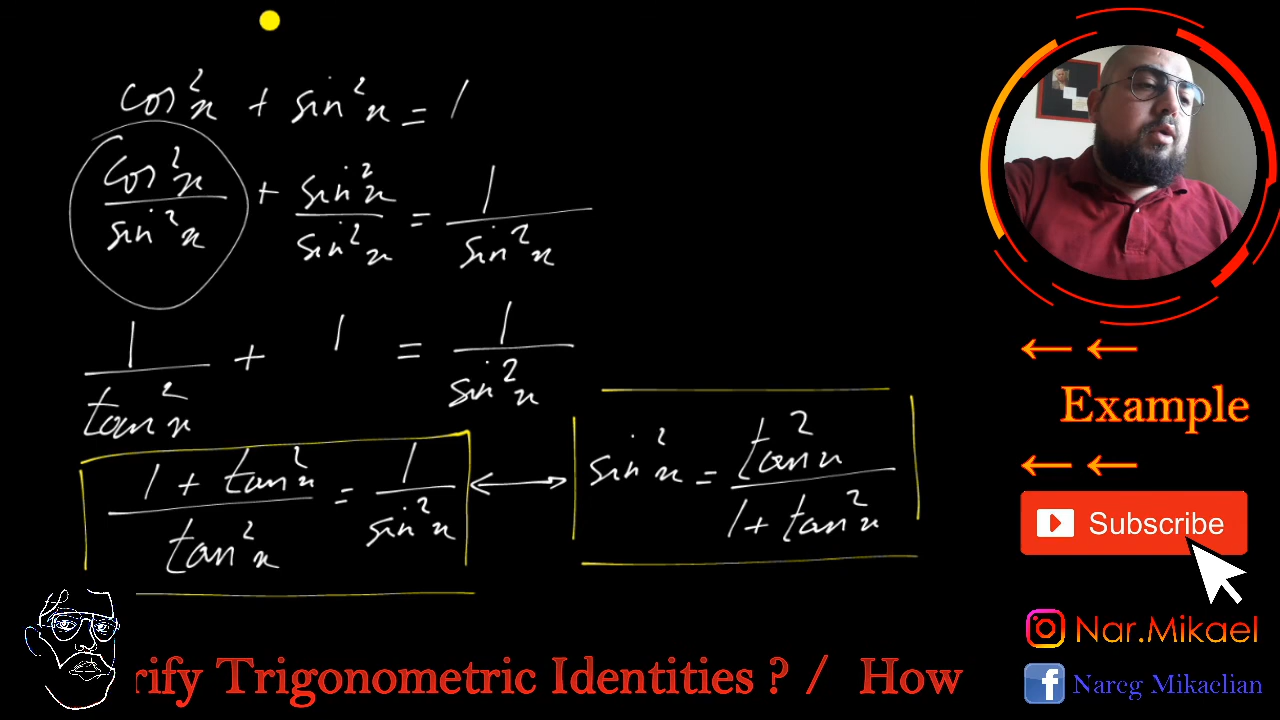 cos²x + sin²x = 1
cos²x/sin²x + sin²x/sin²x = 1/sin²x
1/tan²x + 1 = 1/sin²x
(1 + tan²x)/tan²x = 1/sin²x ↔ sin²x = tan²x/(1 + tan²x)
← ←
Example
← ←
Subscribe
Nar.Mikael
Nareg Mikaelian
rify Trigonometric Identities ? / How